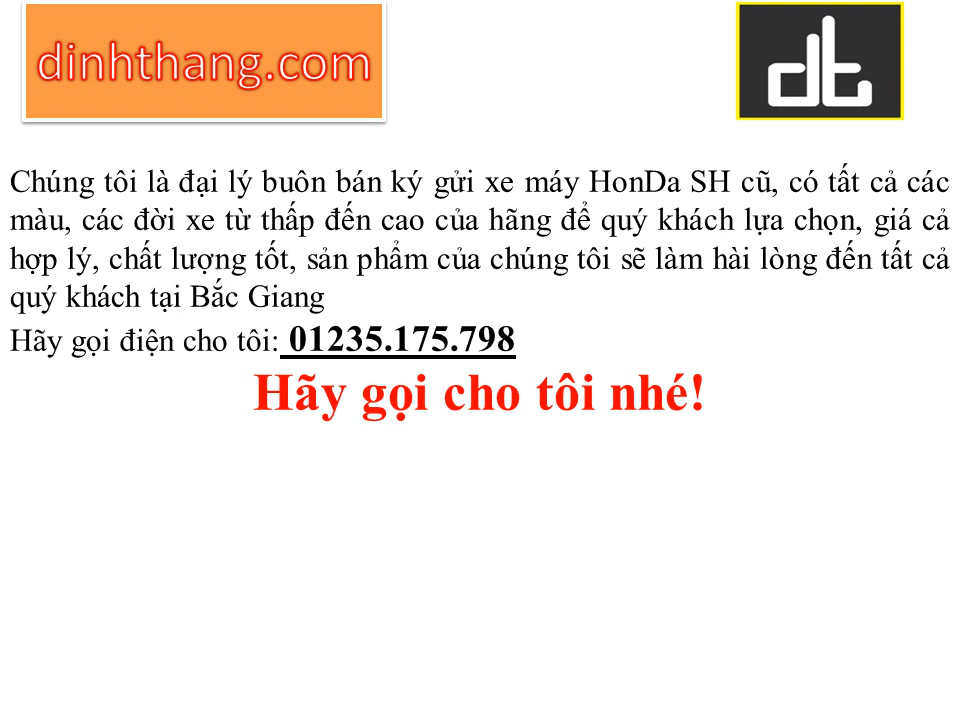 dinhthang.com
dt
Chúng tôi là đại lý buôn bán ký gửi xe máy HonDa SH cũ, có tất cả các
màu, các đời xe từ thấp đến cao của hãng để quý khách lựa chọn, giá cả
hợp lý, chất lượng tốt, sản phẩm của chúng tôi sẽ làm hài lòng đến tất cả
quý khách tại Bắc Giang
Hãy gọi điện cho tôi: 01235.175.798
Hãy gọi cho tôi nhé!